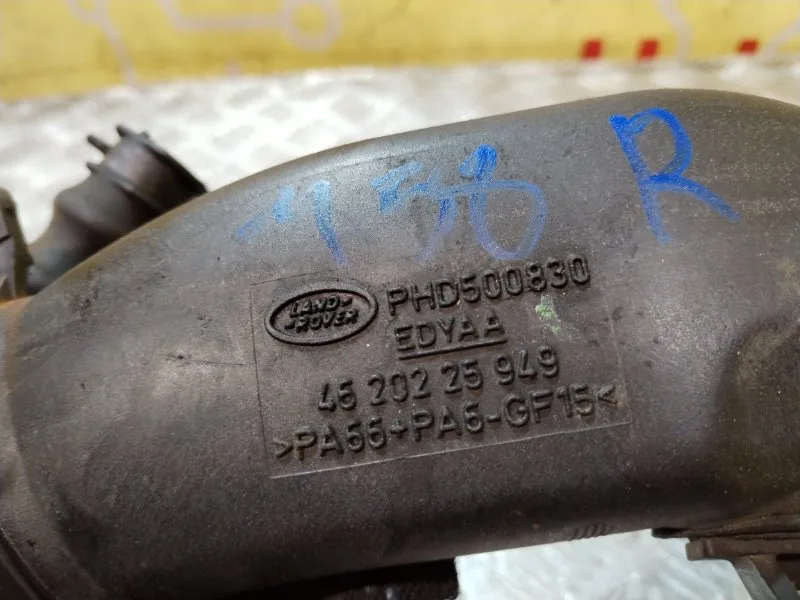 R
LAND-
ROVER
PHD500830
EDYAA
46 202 25 949
>PA66+PA6-GF15<